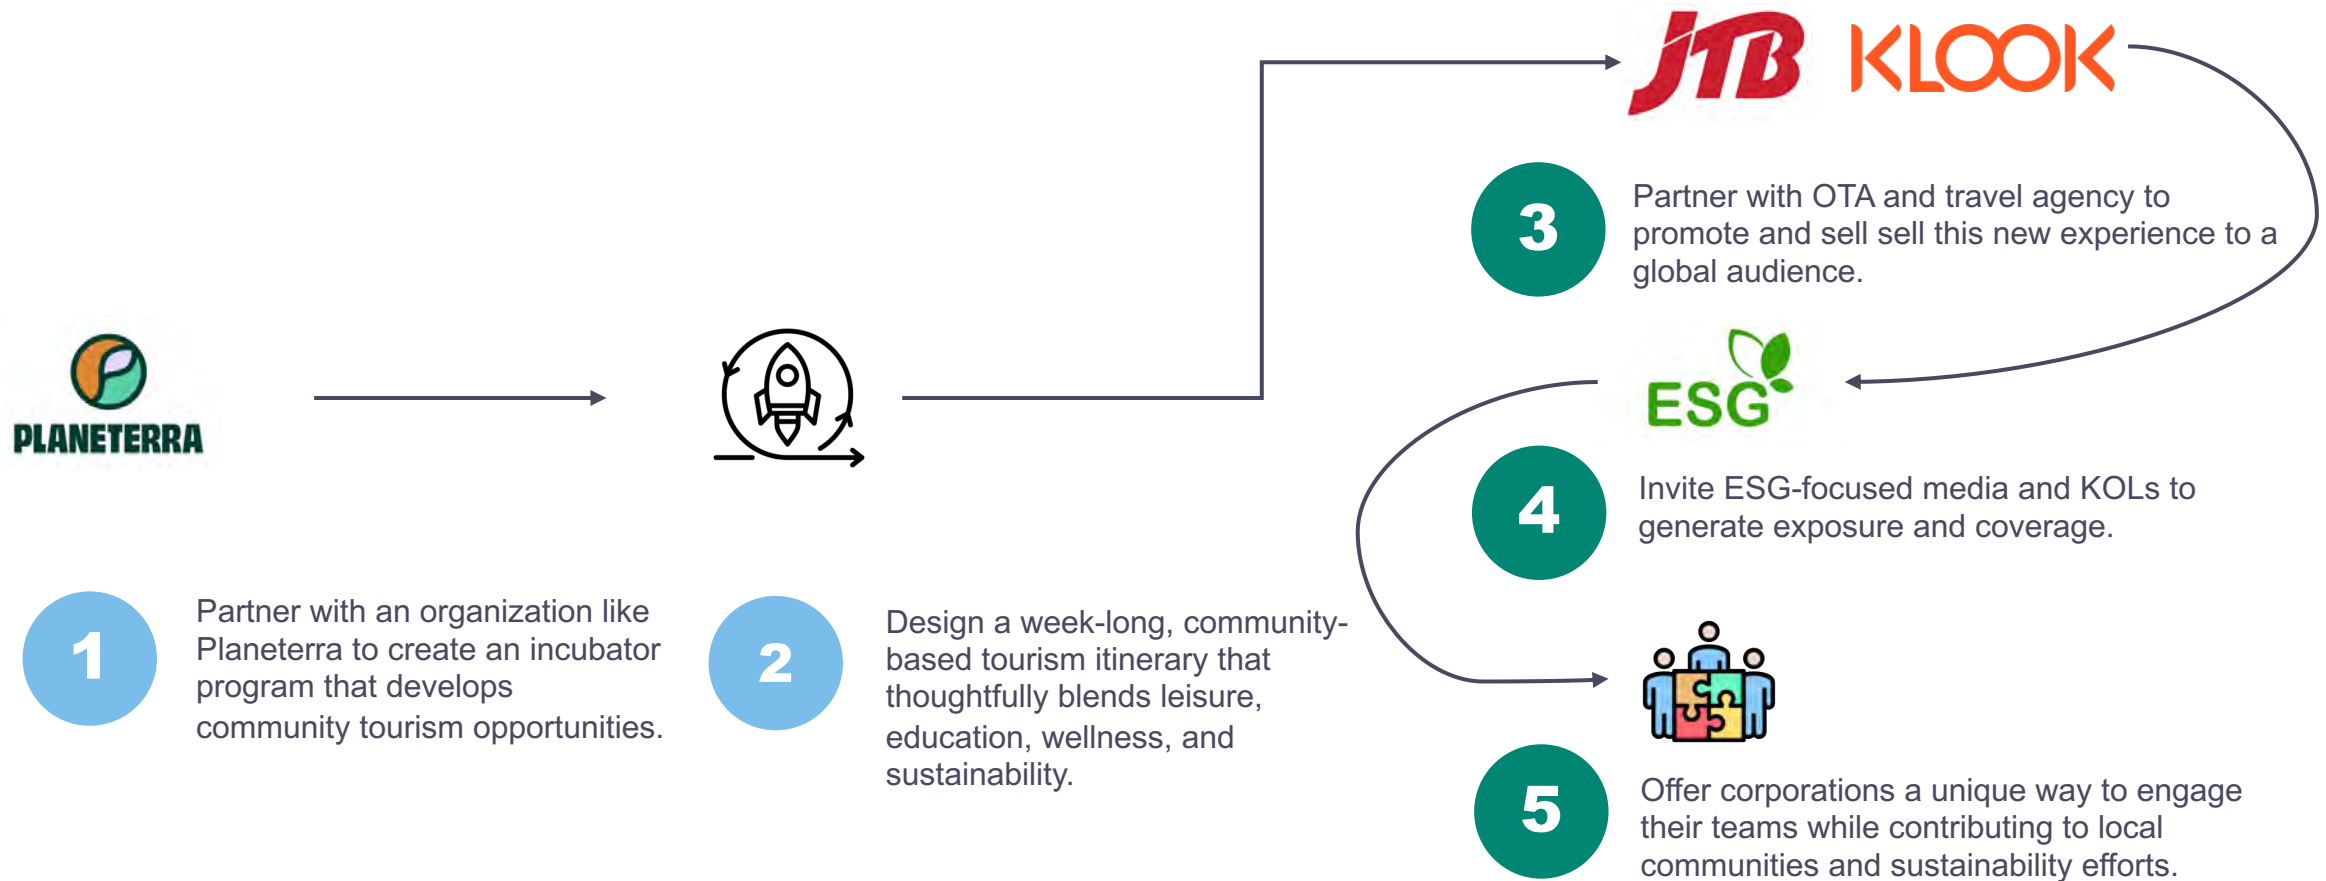 PLANETERRA
1
Partner with an organization like
Planeterra to create an incubator
program that develops
community tourism opportunities.
2
Design a week-long, community-
based tourism itinerary that
thoughtfully blends leisure,
education, wellness, and
sustainability.
JTB KLOOK
3
Partner with OTA and travel agency to
promote and sell sell this new experience to a
global audience.
ESG
4
Invite ESG-focused media and KOLs to
generate exposure and coverage.
5
Offer corporations a unique way to engage
their teams while contributing to local
communities and sustainability efforts.